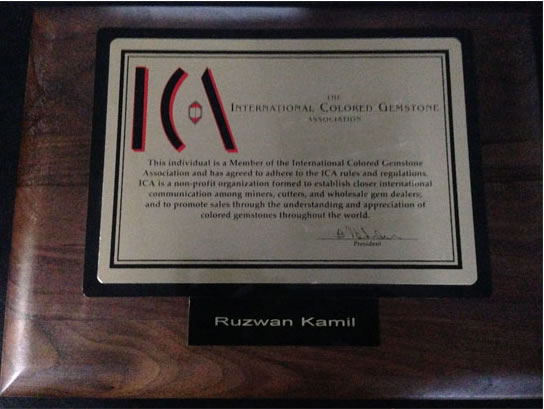 ICA
THE
INTERNATIONAL COLORED GEMSTONE
ASSOCIATION
This individual is a Member of the International Colored Gemstone
Association and has agreed to adhere to the ICA rules and regulations.
ICA is a non-profit organization formed to establish closer international
communication among miners, cutters, and wholesale gem dealers,
and to promote sales through the understanding and appreciation of
colored gemstones throughout the world.
President
Ruzwan Kamil